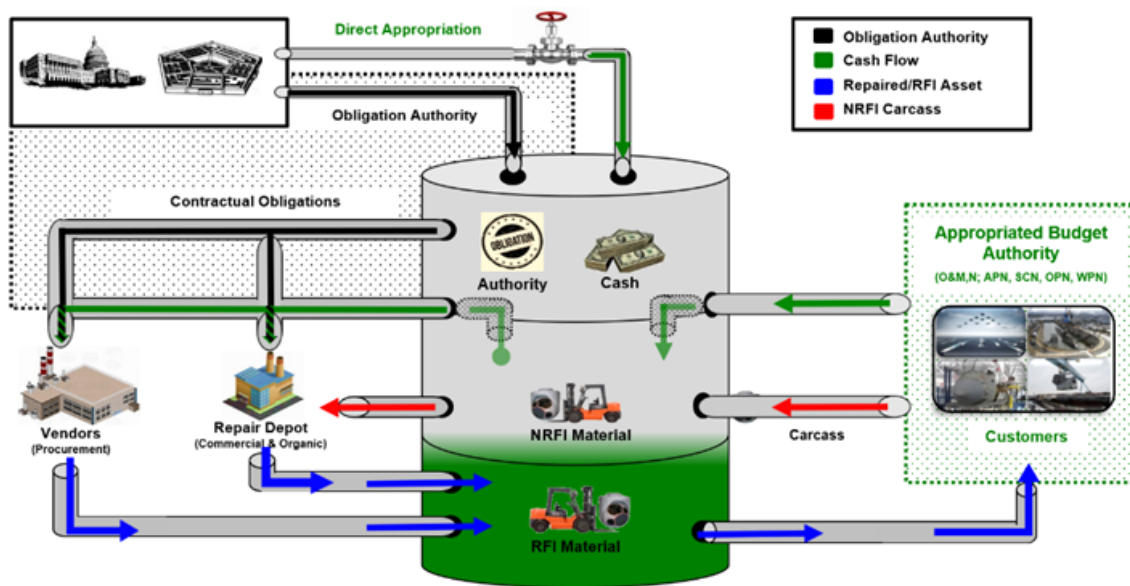 Direct Appropriation
Obligation Authority
Obligation Authority
Cash Flow
Repaired/RFI Asset
NRFI Carcass
Contractual Obligations
OBLIGATION
Authority
Cash
Appropriated Budget
Authority
(O&M,N; APN, SCN, OPN, WPN)
Vendors
(Procurement)
Repair Depot
(Commercial & Organic)
NRFI Material
Carcass
Customers
RFI Material